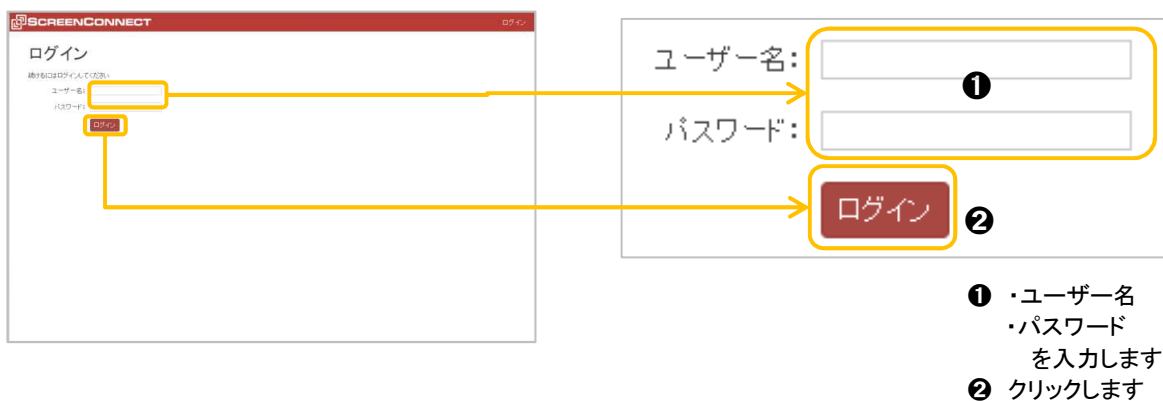 SCREENCONNECT
ログイン
ログイン
続けるにはログインしてください
ユーザー名:
パスワード:
ログイン
ユーザー名:
❶
パスワード:
ログイン
❷
❶ ・ユーザー名
・パスワード
を入力します
❷ クリックします